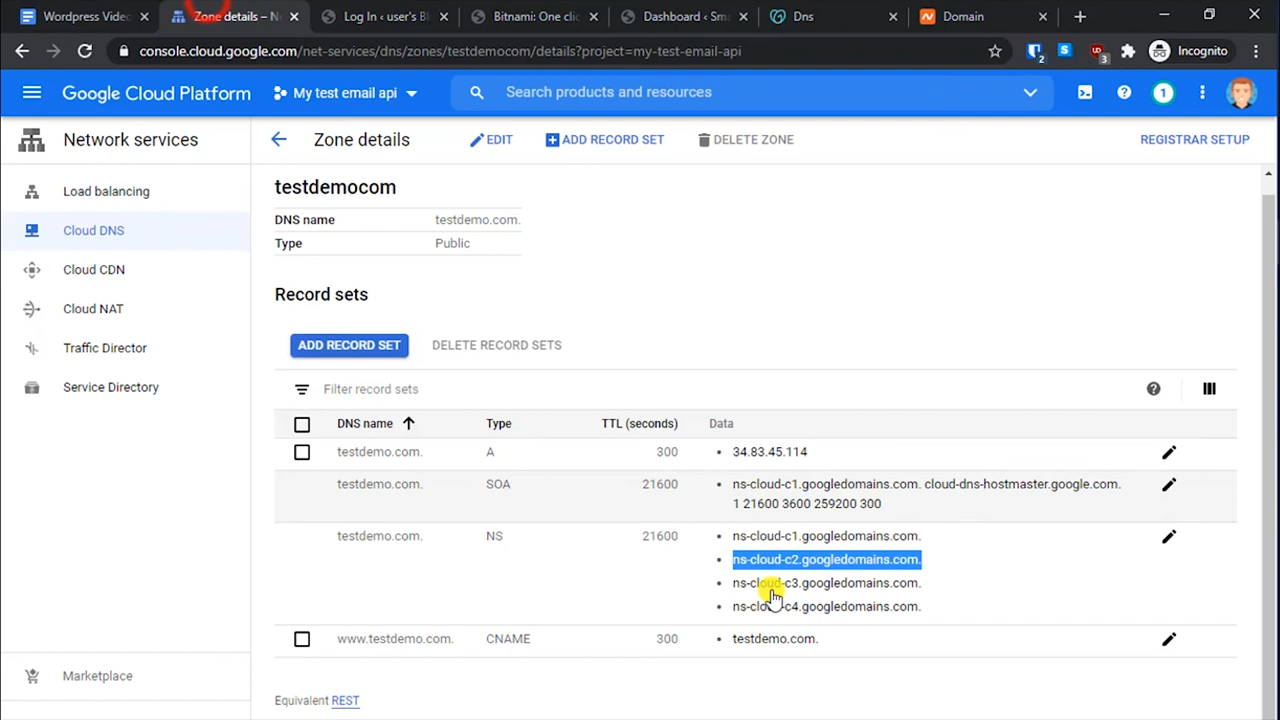 Wordpress Video
Zone details – N
Log In ‹ user's Bl
Bitnami: One clic
Dashboard ‹ Sma
Dns
Domain
console.cloud.google.com/net-services/dns/zones/testdemocom/details?project=my-test-email-api
2
S
UD
3
Incognito
Google Cloud Platform
My test email api
Search products and resources
1
Network services
Zone details
EDIT
ADD RECORD SET
DELETE ZONE
REGISTRAR SETUP
Load balancing
Cloud DNS
Cloud CDN
Cloud NAT
Traffic Director
Service Directory
Marketplace
testdemocom
DNS name testdemo.com.
Type Public
Record sets
ADD RECORD SET
DELETE RECORD SETS
Filter record sets
DNS name Type TTL (seconds) Data
testdemo.com. A 300 34.83.45.114
testdemo.com. SOA 21600 ns-cloud-c1.googledomains.com. cloud-dns-hostmaster.google.com.
1 21600 3600 259200 300
testdemo.com. NS 21600 ns-cloud-c1.googledomains.com.
ns-cloud-c2.googledomains.com.
ns-cloud-c3.googledomains.com.
ns-cloud-c4.googledomains.com.
www.testdemo.com. CNAME 300 testdemo.com.
Equivalent REST